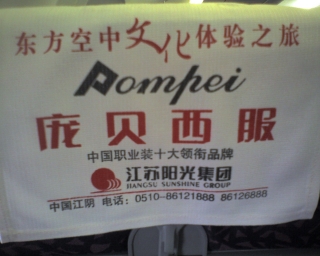 东方空中文化体验之旅
Pompei
庞贝西服
中国职业装十大领衔品牌
江苏阳光集团
JIANGSU SUNSHINE GROUP
中国江阴 电话：0510-86121888 86126888